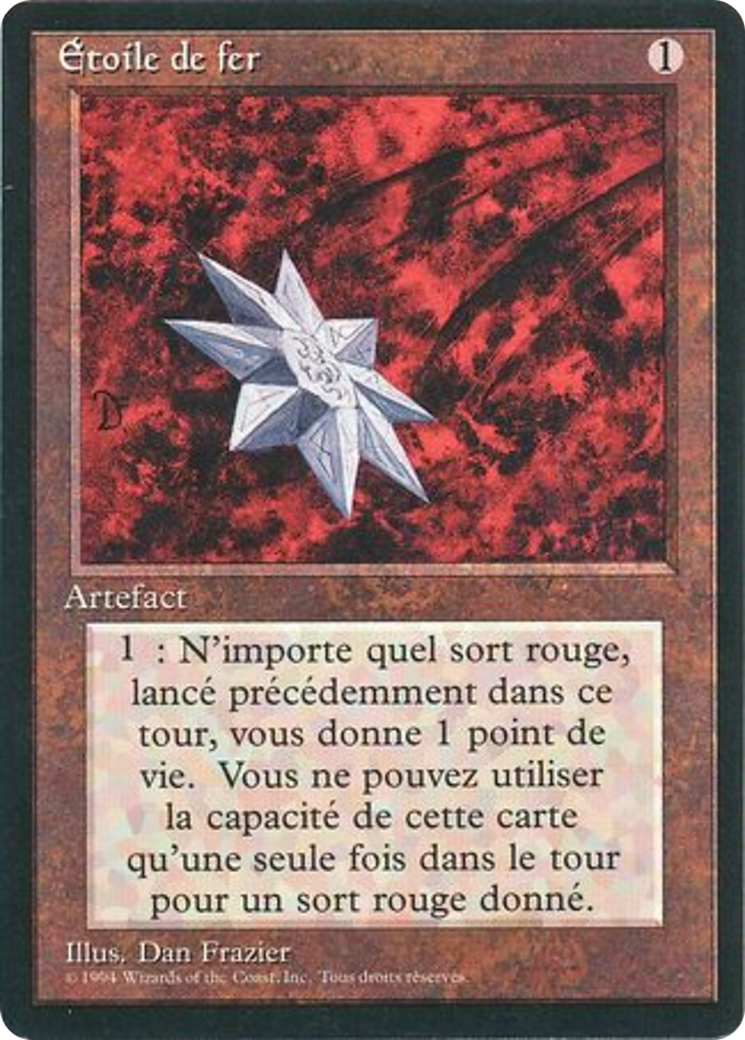 Étoile de fer
1
DF
Artefact
1 : N'importe quel sort rouge,
lancé précédemment dans ce
tour, vous donne 1 point de
vie. Vous ne pouvez utiliser
la capacité de cette carte
qu'une seule fois dans le tour
pour un sort rouge donné.
Illus. Dan Frazier
© 1994 Wizards of the Coast, Inc. Tous droits réservés.